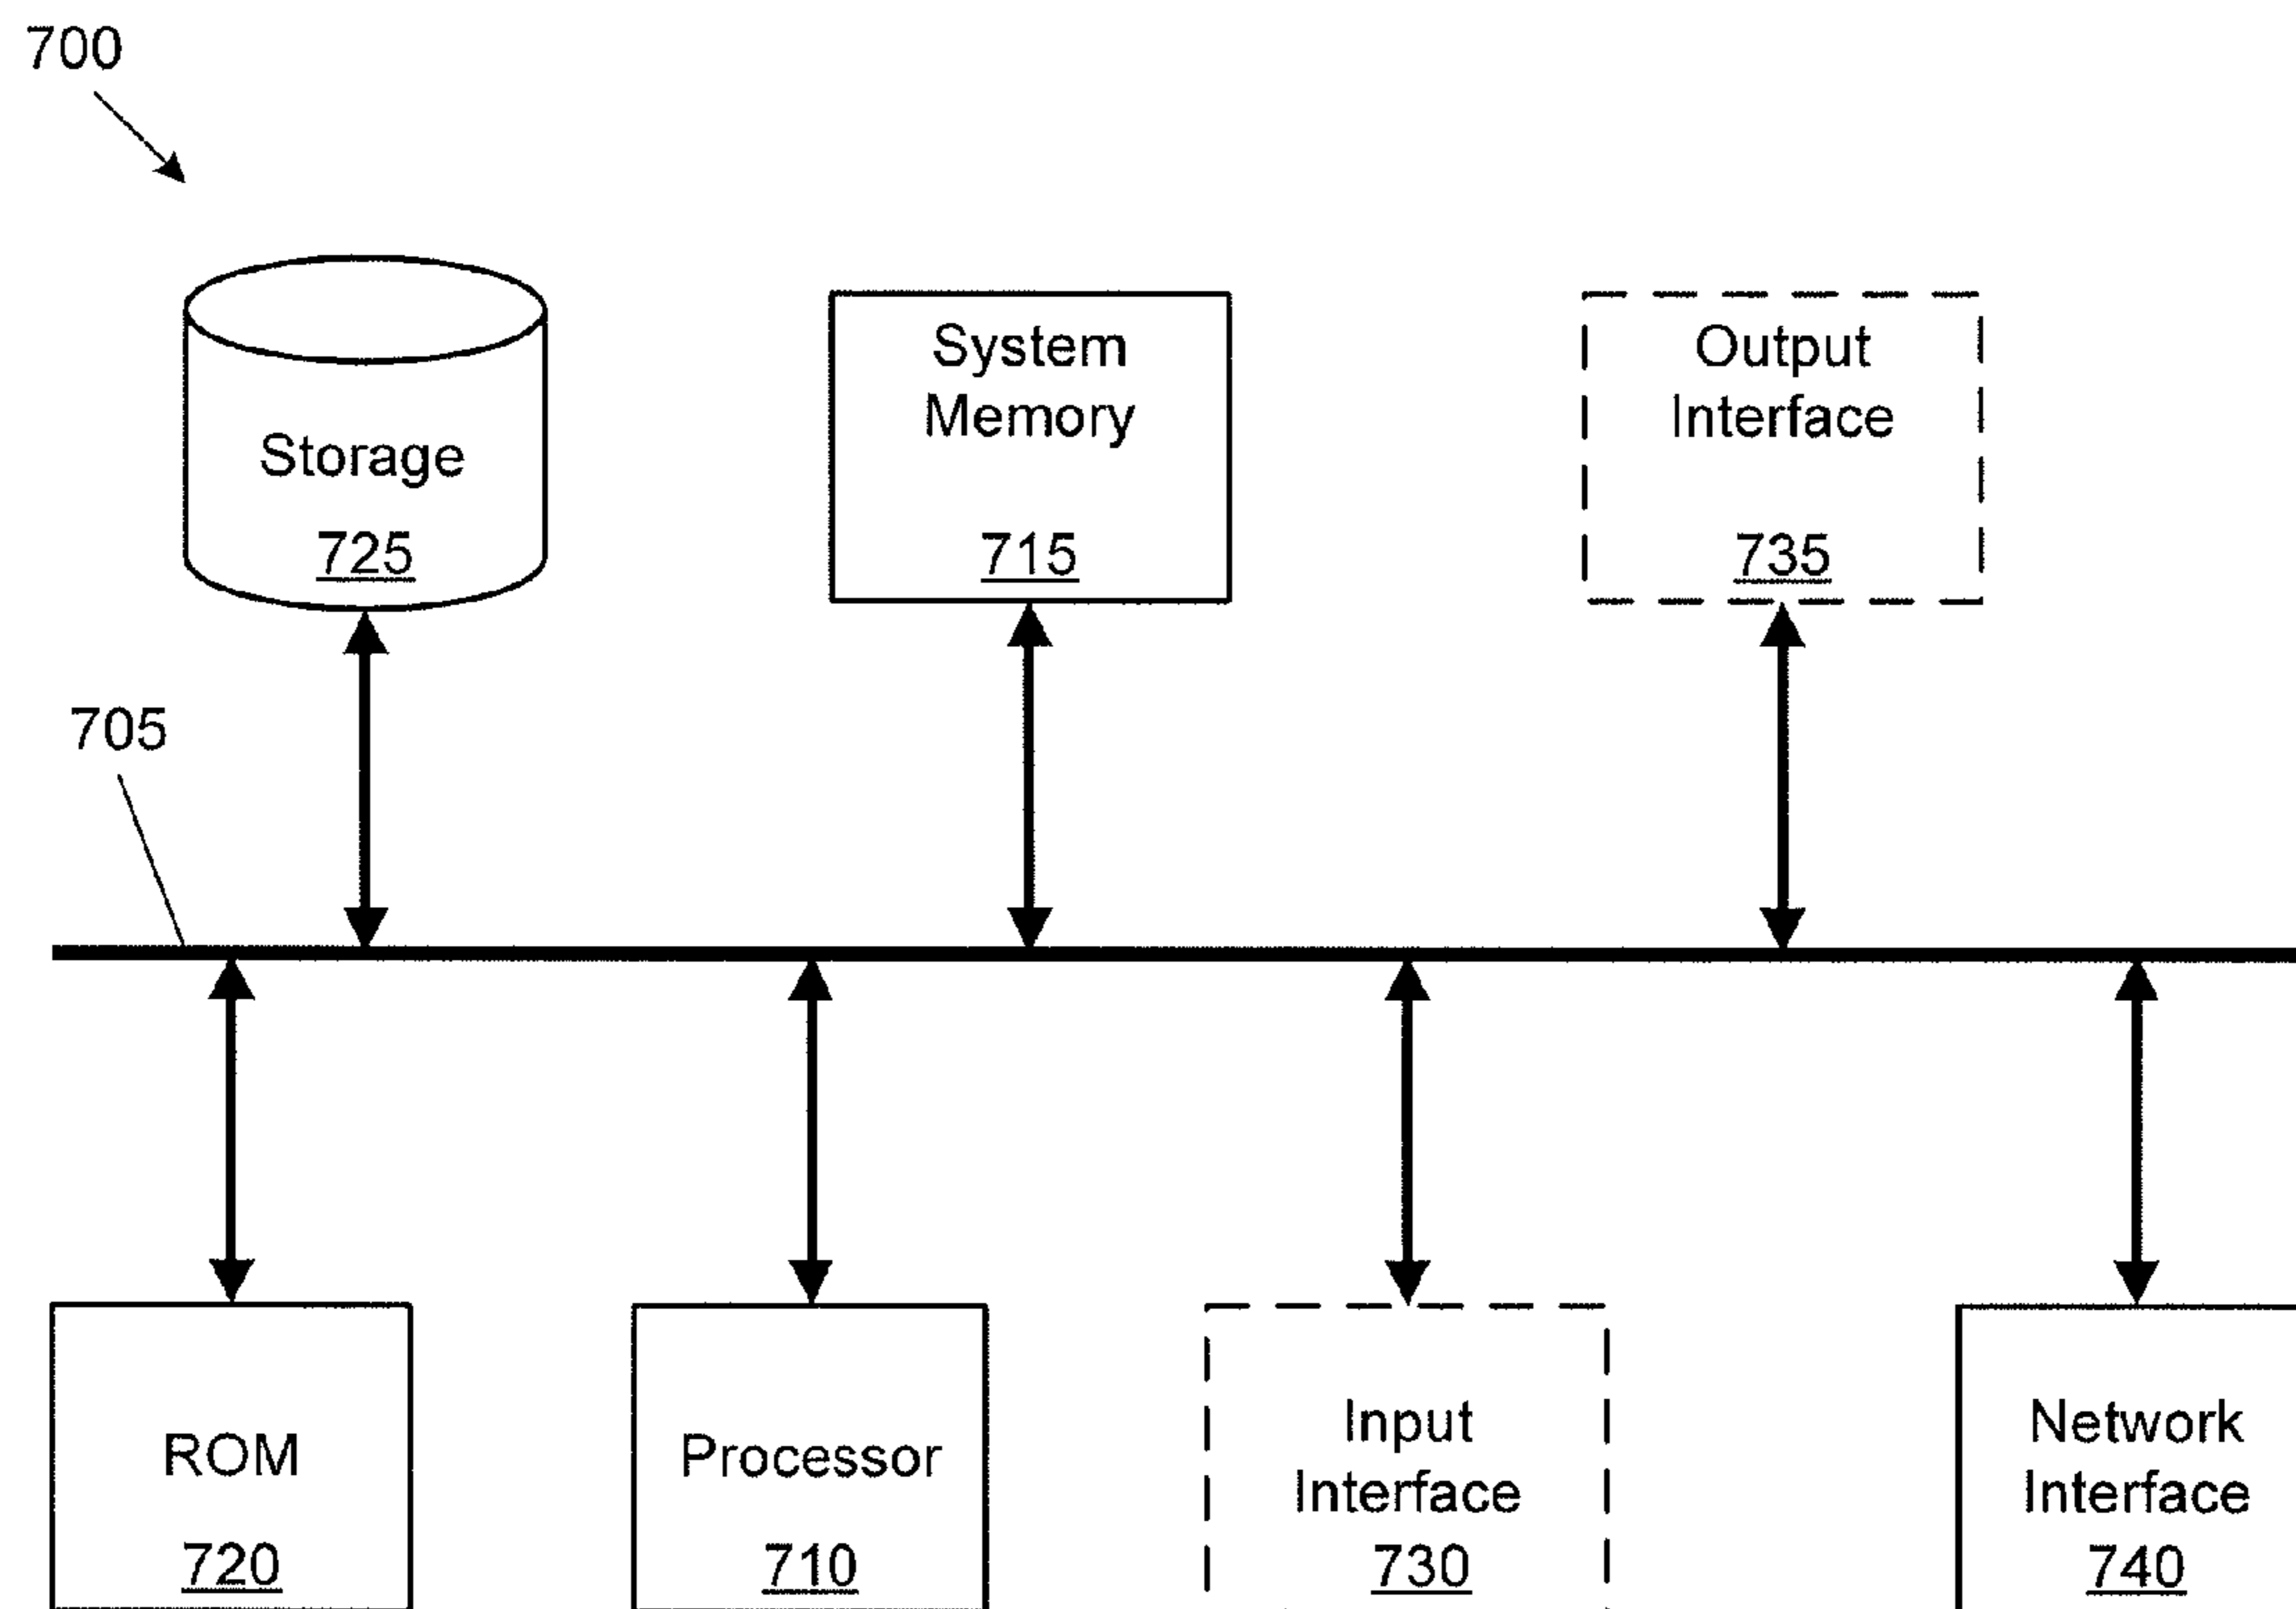 700
System
Memory
Output
Interface
Storage
725
715
735
705
ROM
Processor
Input
Interface
Network
Interface
720
710
730
740